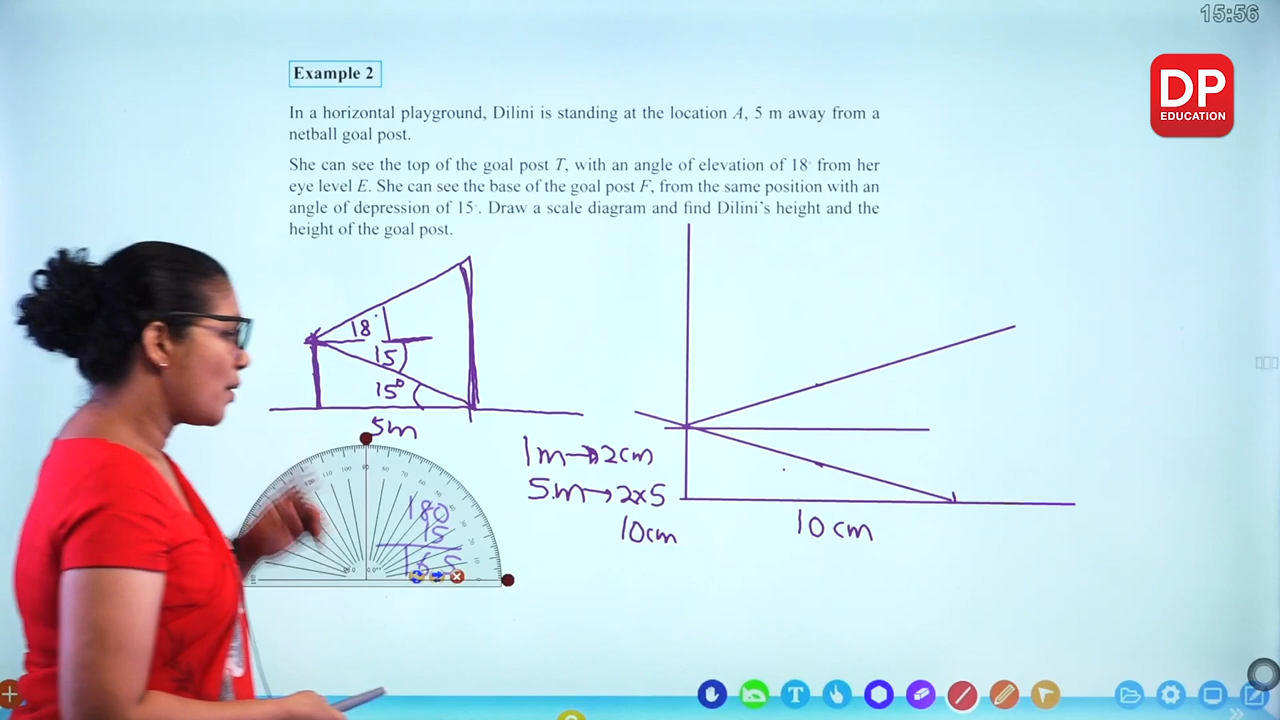 15:56
DP
EDUCATION
Example 2
In a horizontal playground, Dilini is standing at the location A, 5 m away from a
netball goal post.
She can see the top of the goal post T, with an angle of elevation of 18° from her
eye level E. She can see the base of the goal post F, from the same position with an
angle of depression of 15°. Draw a scale diagram and find Dilini's height and the
height of the goal post.
18°
15
15°
5m
1m→2cm
5m→2×5
10cm
10cm
180
15
165
T